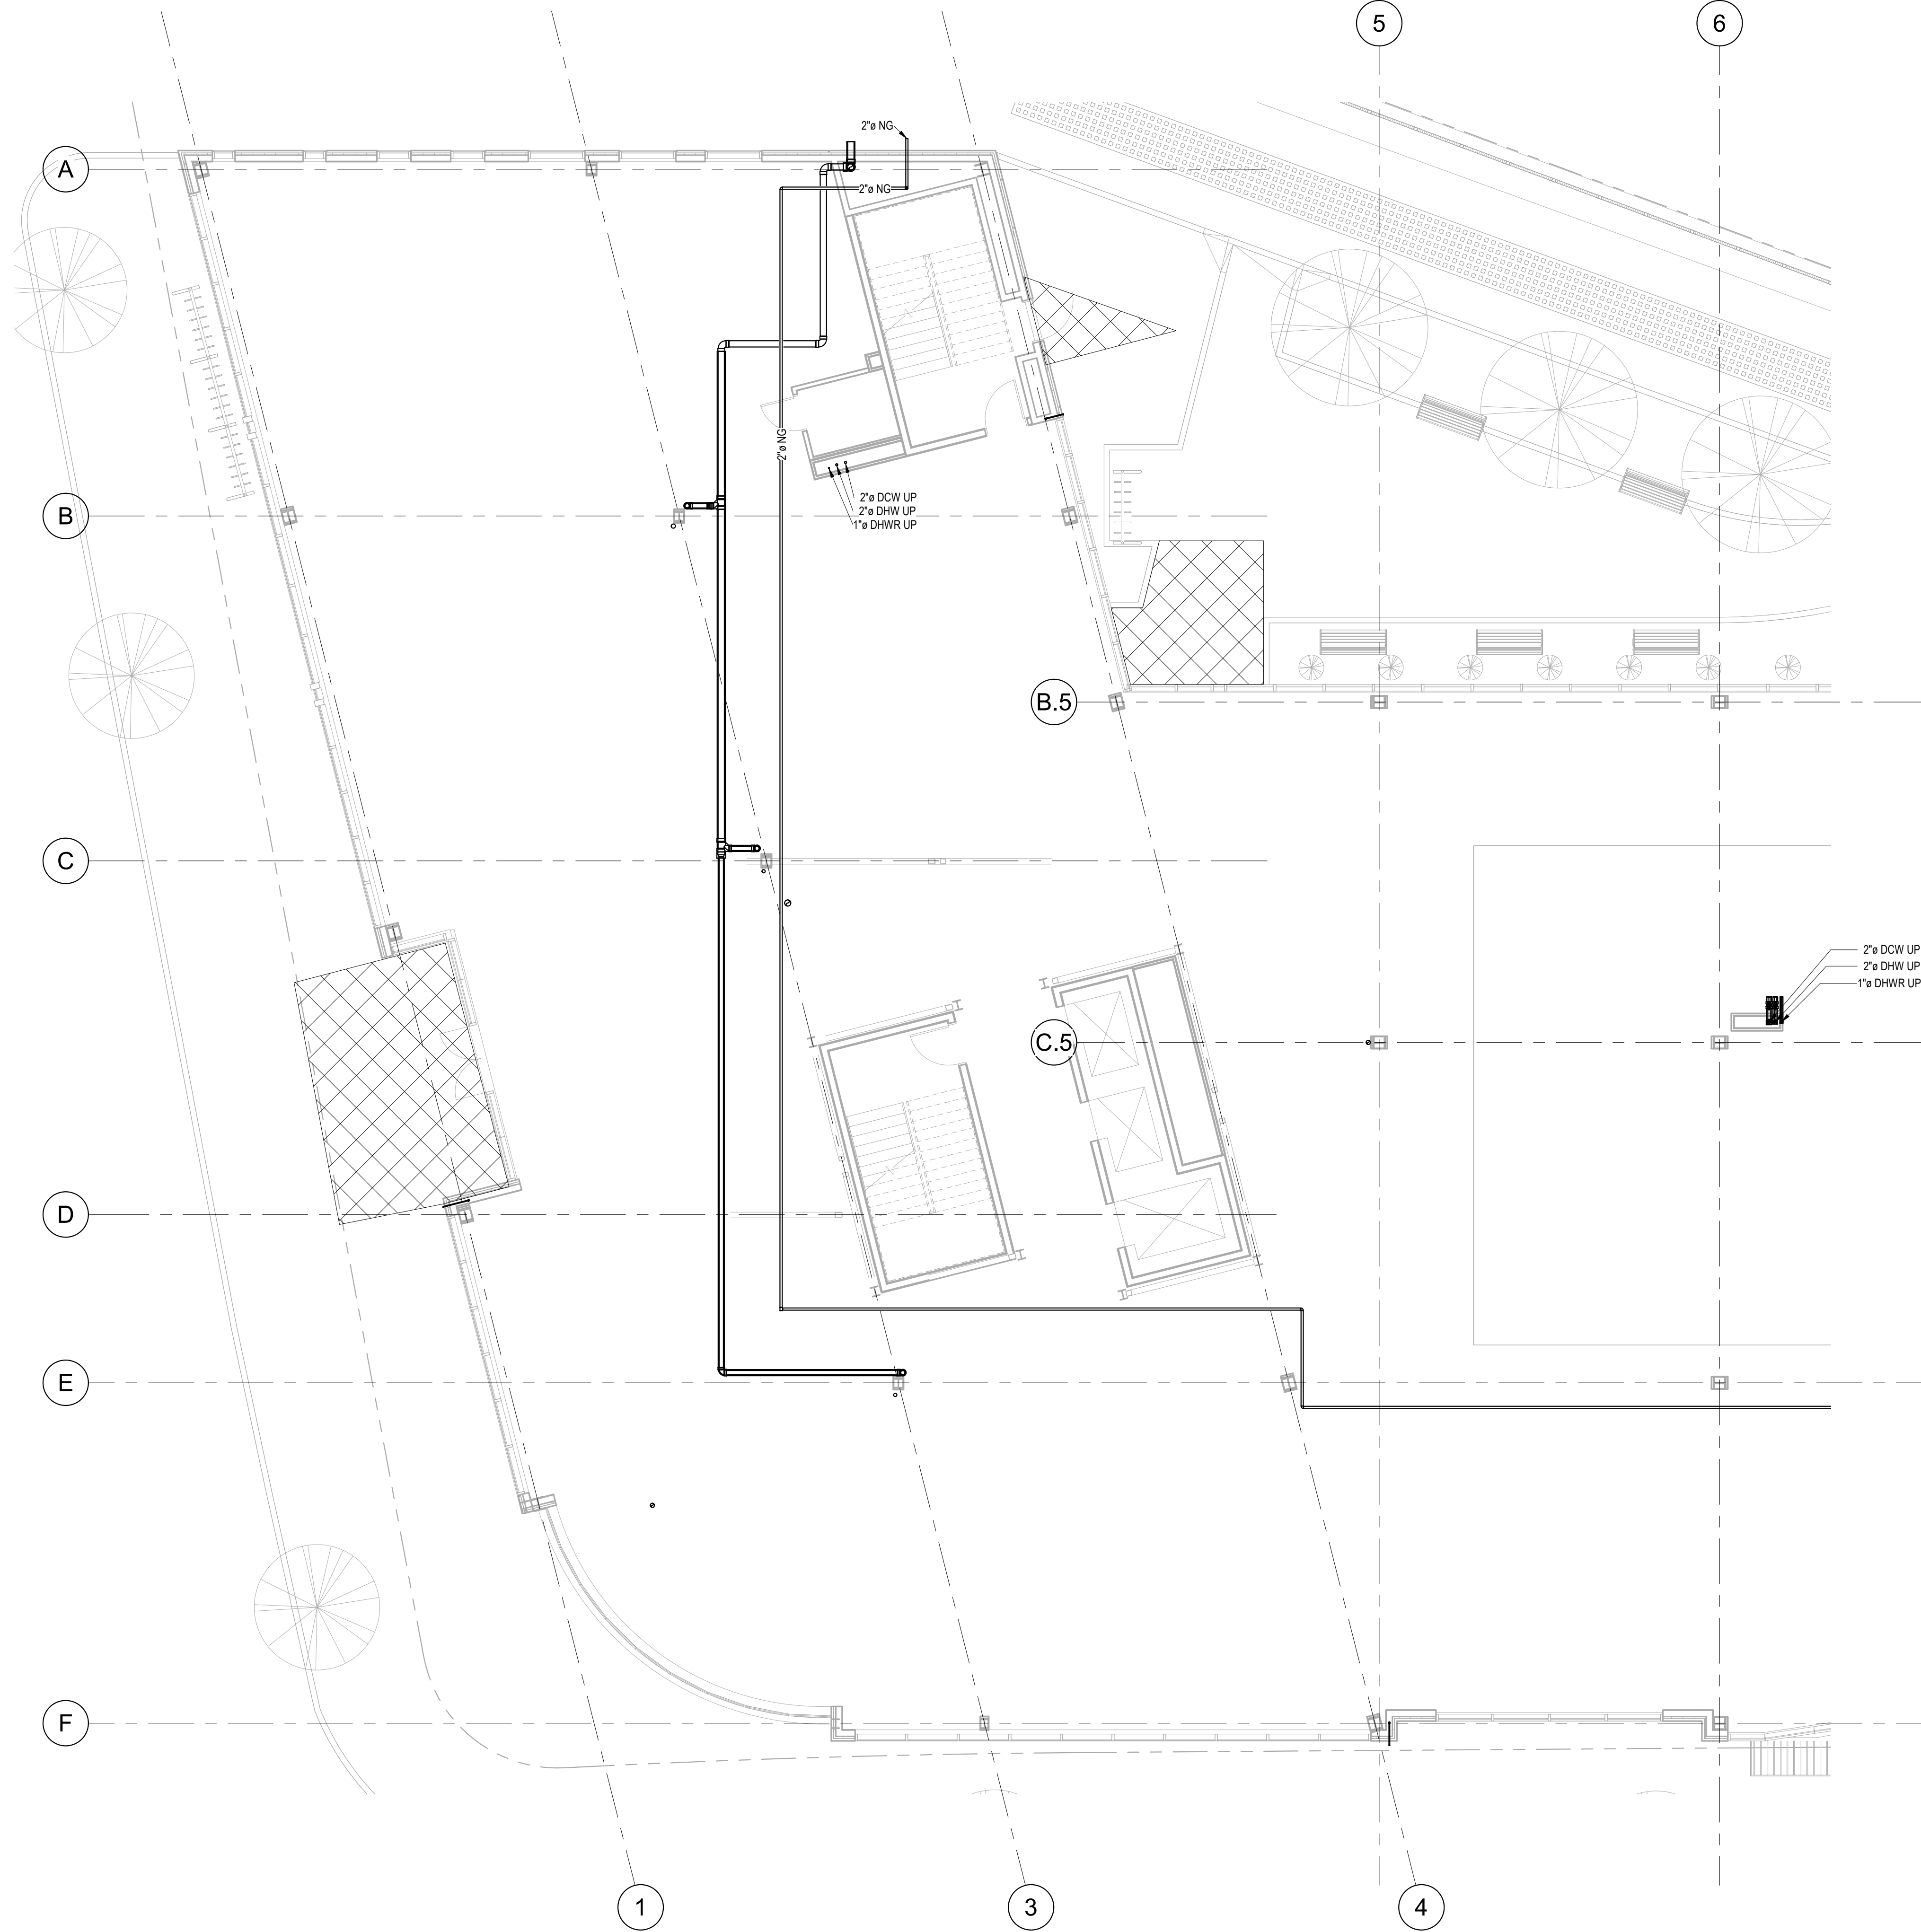 5
6
2"ø NG
A
2"ø NG
2"ø NG
2"ø DCW UP
2"ø DHW UP
1"ø DHWR UP
B
B.5
C
2"ø DCW UP
2"ø DHW UP
1"ø DHWR UP
C.5
D
E
F
1
3
4